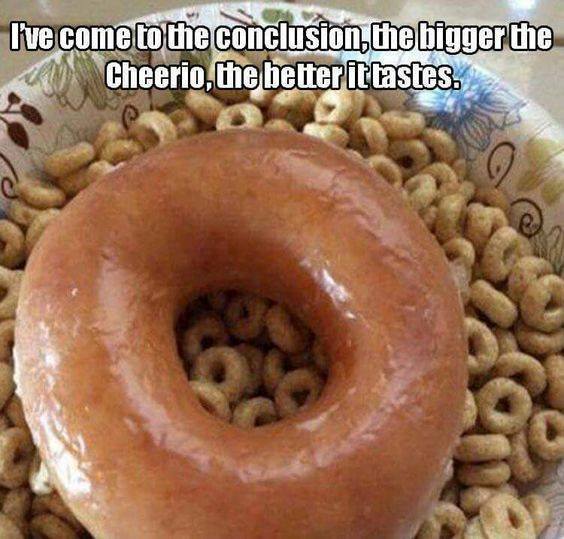 I've come to the conclusion, the bigger the
Cheerio, the better it tastes.